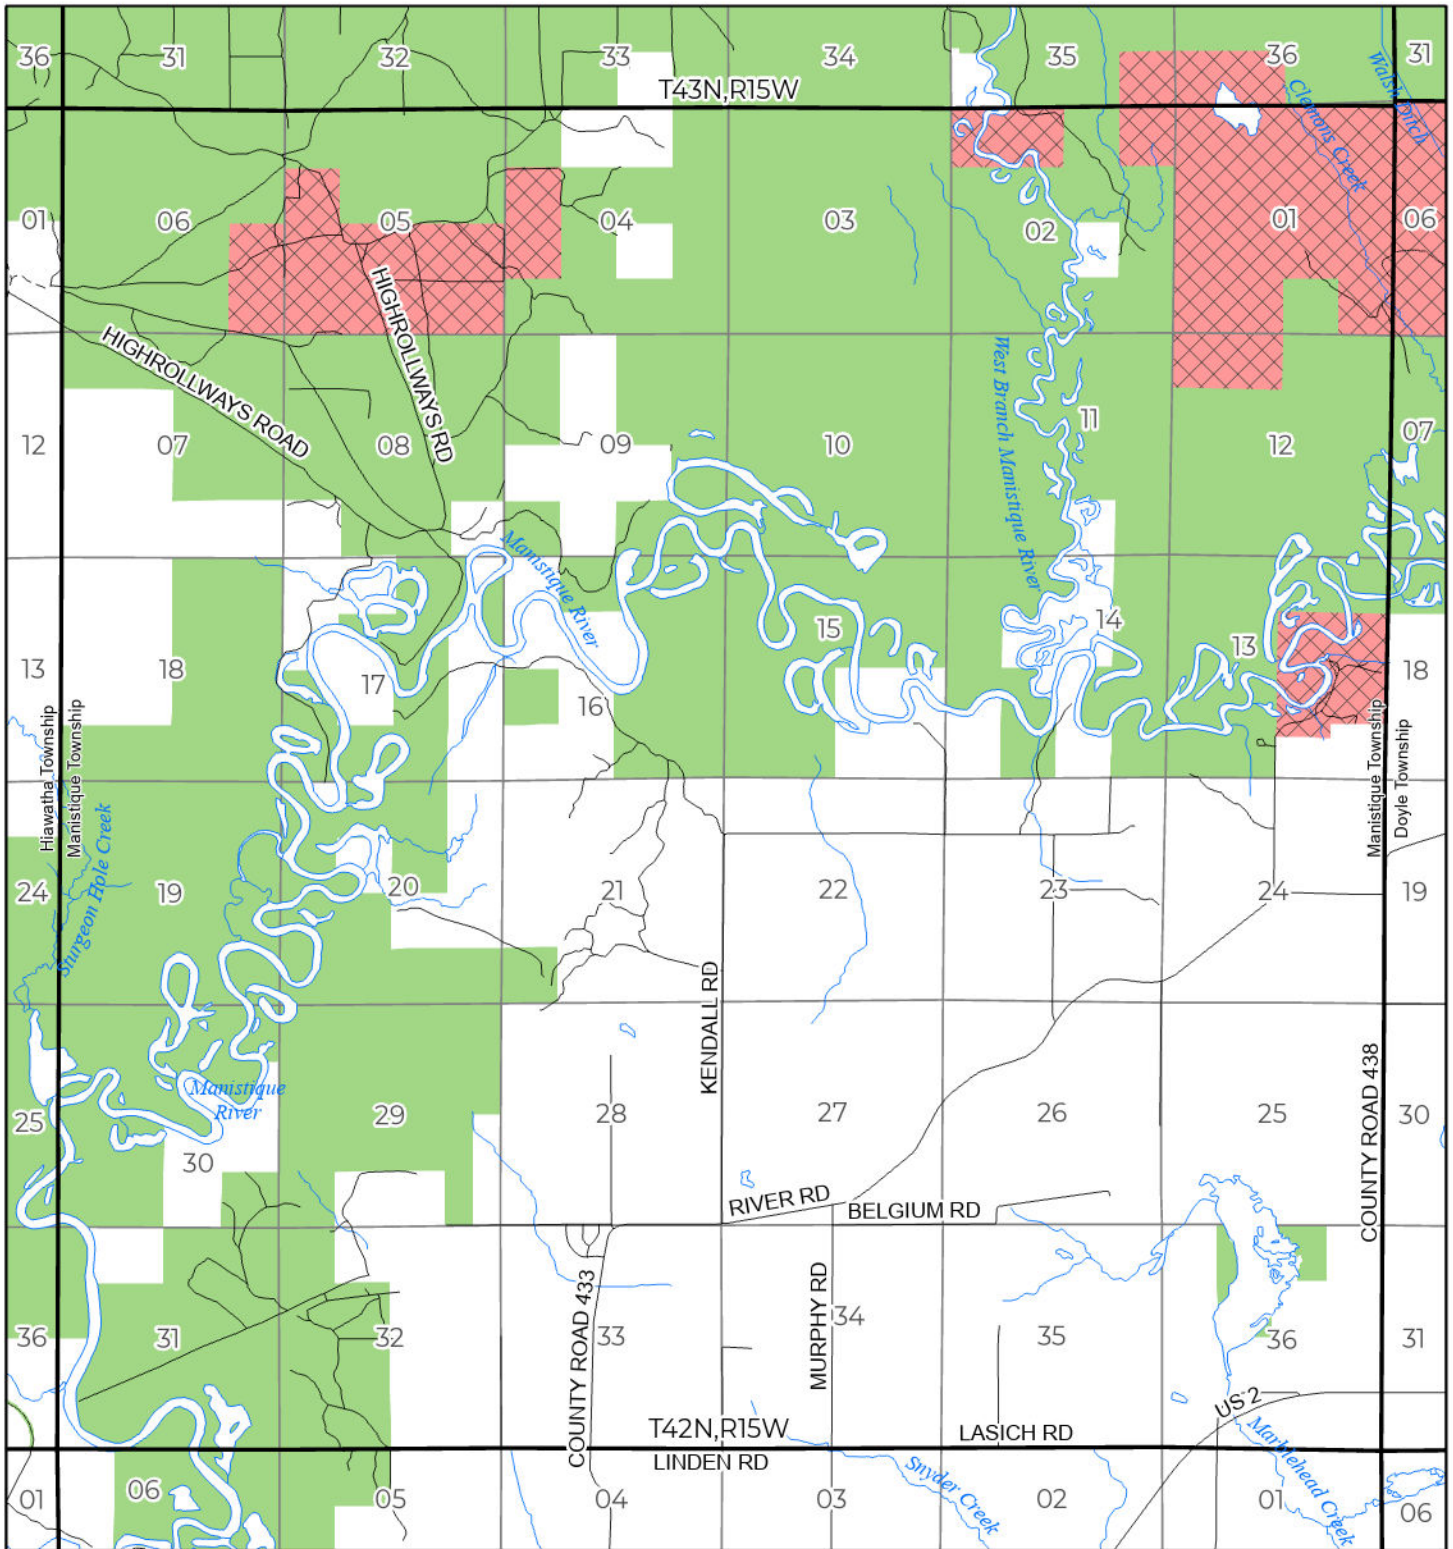 36 31 32 33 34 35 36 31
T43N,R15W
Walsh Ditch
Clemons Creek
01 06 05 04 03 02 01 06
HIGHROLLWAYS ROAD
HIGHROLLWAYS RD
West Branch Manistique River
12 07 08 09 10 11 12 07
Manistique River
13 18 17 16 15 14 13 18
Hiawatha Township
Manistique Township
Manistique Township
Doyle Township
Sturgeon Hole Creek
24 19 20 21 22 23 24 19
KENDALL RD
Manistique
River
25 30 29 28 27 26 25 30
COUNTY ROAD 438
RIVER RD
BELGIUM RD
COUNTY ROAD 433
MURPHY RD
36 31 32 33 34 35 36 31
US 2
T42N,R15W
LASICH RD
LINDEN RD
Snyder Creek
Marblehead Creek
01 06 05 04 03 02 01 06